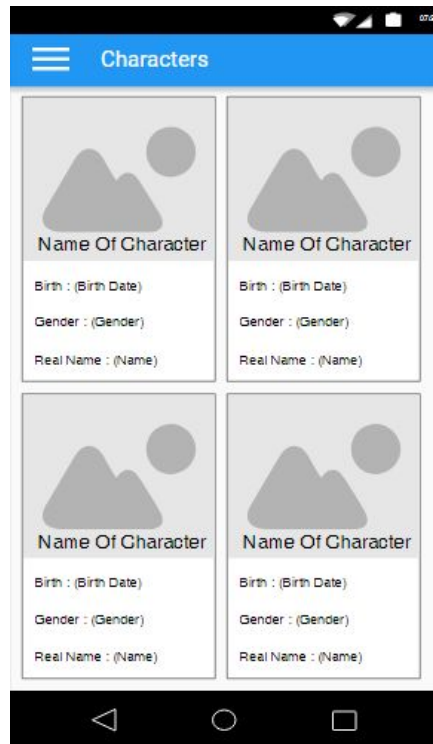 Characters
Name Of Character
Birth : (Birth Date)
Gender : (Gender)
Real Name : (Name)
Name Of Character
Birth : (Birth Date)
Gender : (Gender)
Real Name : (Name)
Name Of Character
Birth : (Birth Date)
Gender : (Gender)
Real Name : (Name)
Name Of Character
Birth : (Birth Date)
Gender : (Gender)
Real Name : (Name)